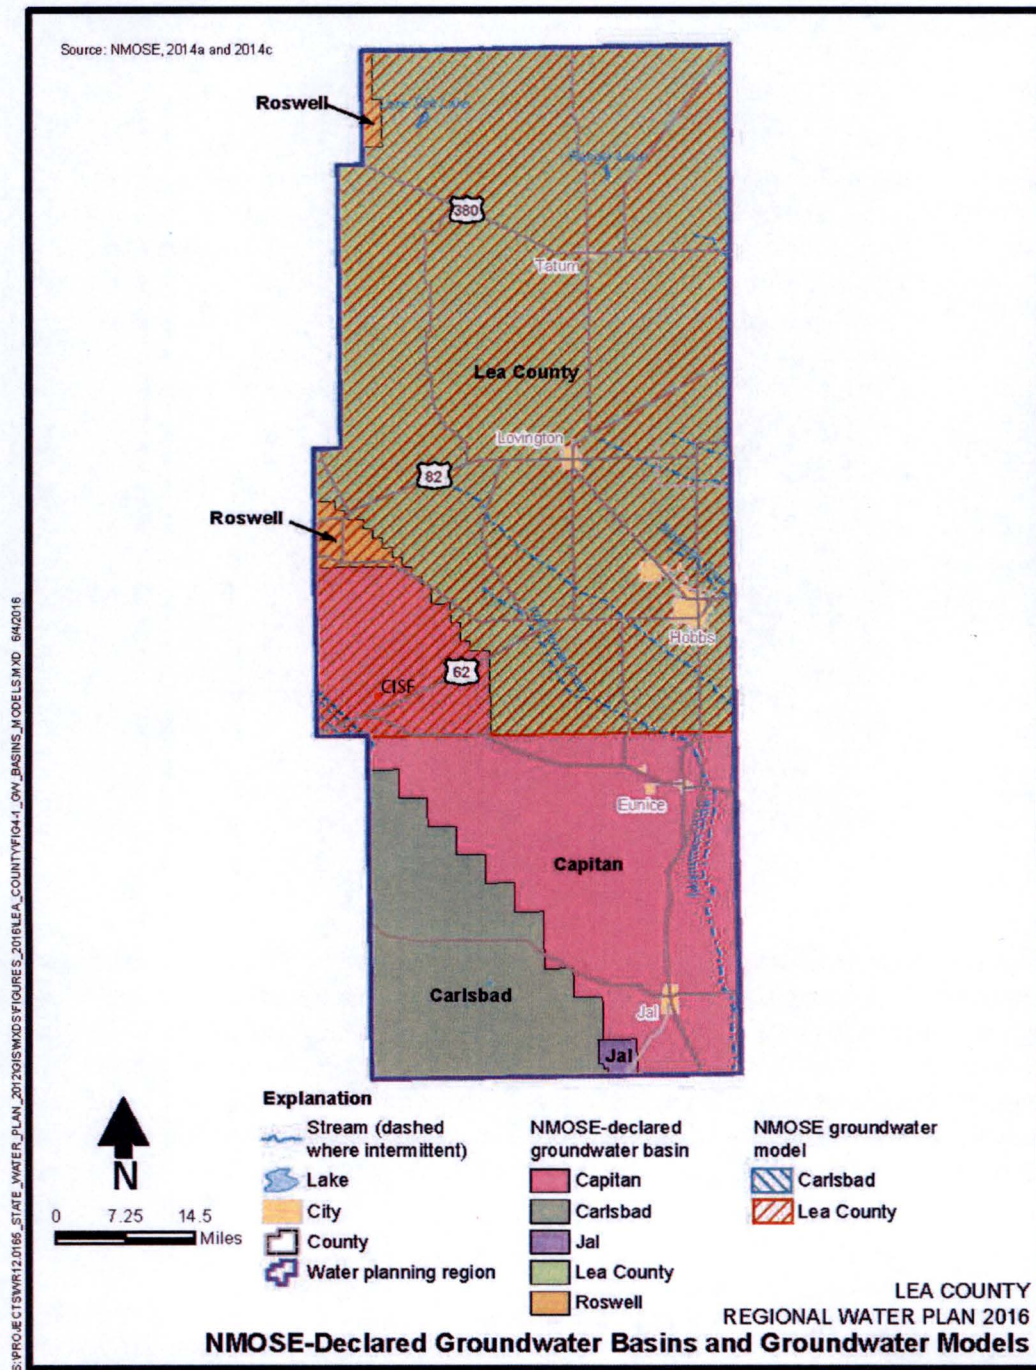 Source: NMOSE, 2014a and 2014c
Roswell
380
Tatum
Lea County
Lovington
82
Roswell
Hobbs
62
CISF
Eunice
Capitan
Carlsbad
Jal
Jal
Explanation
Stream (dashed
where intermittent)
Lake
City
County
Water planning region
NMOSE-declared
groundwater basin
Capitan
Carlsbad
Jal
Lea County
Roswell
NMOSE groundwater
model
Carlsbad
Lea County
N
0 7.25 14.5
Miles
LEA COUNTY
REGIONAL WATER PLAN 2016
NMOSE-Declared Groundwater Basins and Groundwater Models
S:\PROJECTS\WR12.0165_STATE_WATER_PLAN_2012\GIS\MXDS\FIGURES_2016\LEA_COUNTY\FIG4-1_GW_BASINS_MODELS.MXD 6/4/2016